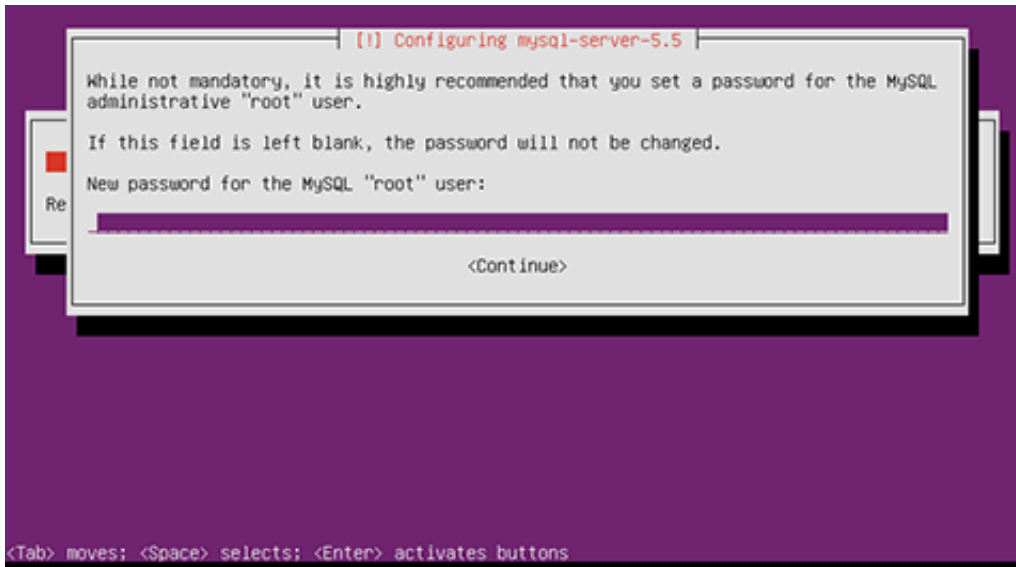 [!] Configuring mysql-server-5.5
While not mandatory, it is highly recommended that you set a password for the MySQL
administrative "root" user.
If this field is left blank, the password will not be changed.
New password for the MySQL "root" user:
Re
<Continue>
<Tab> moves; <Space> selects; <Enter> activates buttons